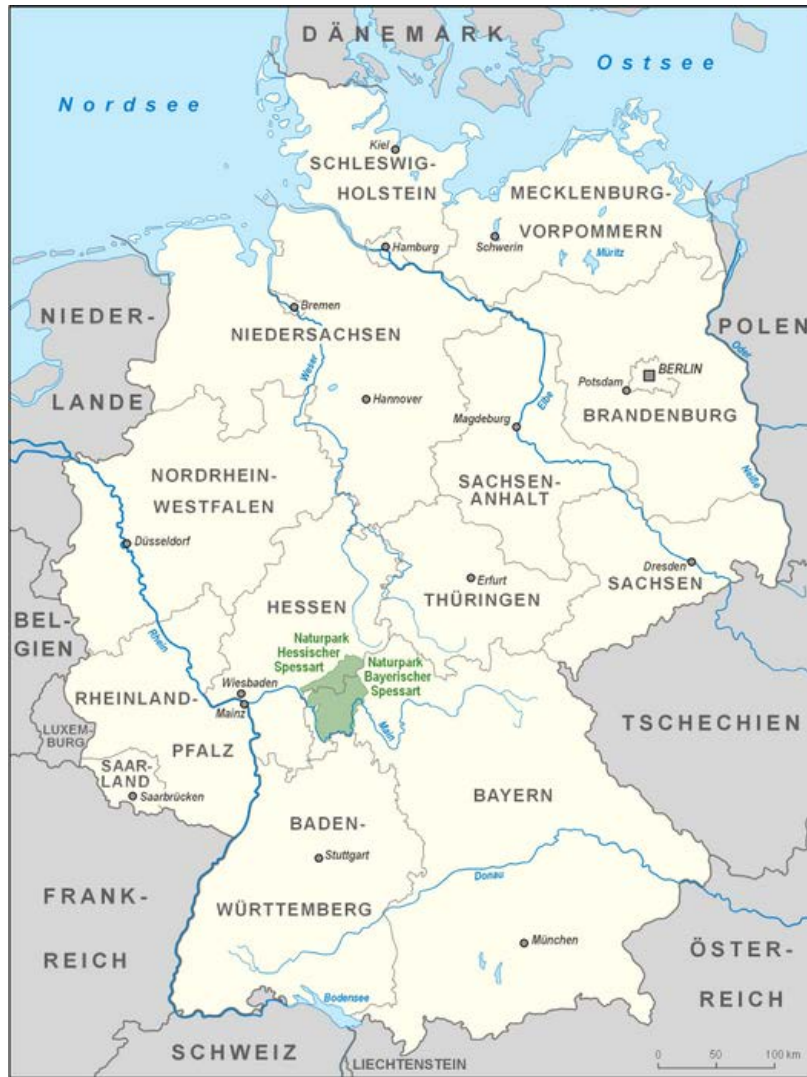 DÄNEMARK
Ostsee
Nordsee
Kiel
SCHLESWIG-
HOLSTEIN
MECKLENBURG-
VORPOMMERN
Schwerin
Müritz
Hamburg
Bremen
NIEDER-
LANDE
NIEDERSACHSEN
Weser
Hannover
Elbe
POLEN
Oder
BERLIN
Potsdam
BRANDENBURG
Magdeburg
Neiße
NORDRHEIN-
WESTFALEN
SACHSEN-
ANHALT
Düsseldorf
Dresden
SACHSEN
Erfurt
THÜRINGEN
HESSEN
BEL-
GIEN
Rhein
Naturpark
Hessischer
Spessart
Naturpark
Bayerischer
Spessart
Wiesbaden
Mainz
Main
RHEINLAND-
PFALZ
LUXEM-
BURG
TSCHECHIEN
SAAR-
LAND
Saarbrücken
BAYERN
BADEN-
WÜRTTEMBERG
Stuttgart
Donau
FRANK-
REICH
München
ÖSTER-
REICH
Bodensee
SCHWEIZ
LIECHTENSTEIN
0 50 100 km